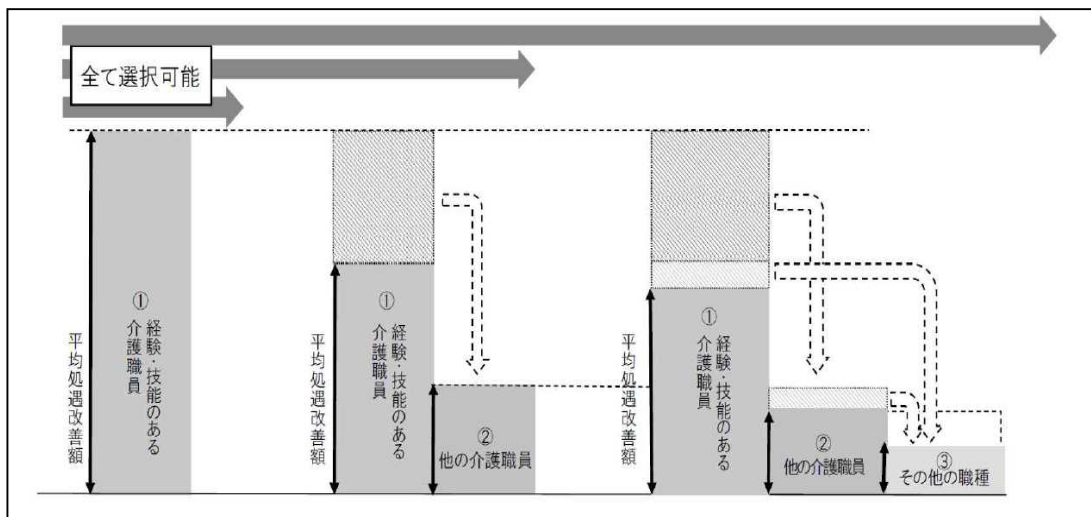 全て選択可能
平均処遇改善額
①
経験・技能のある
介護職員
平均処遇改善額
①
経験・技能のある
介護職員
②
他の介護職員
平均処遇改善額
①
経験・技能のある
介護職員
②
他の介護職員
③
その他の職種